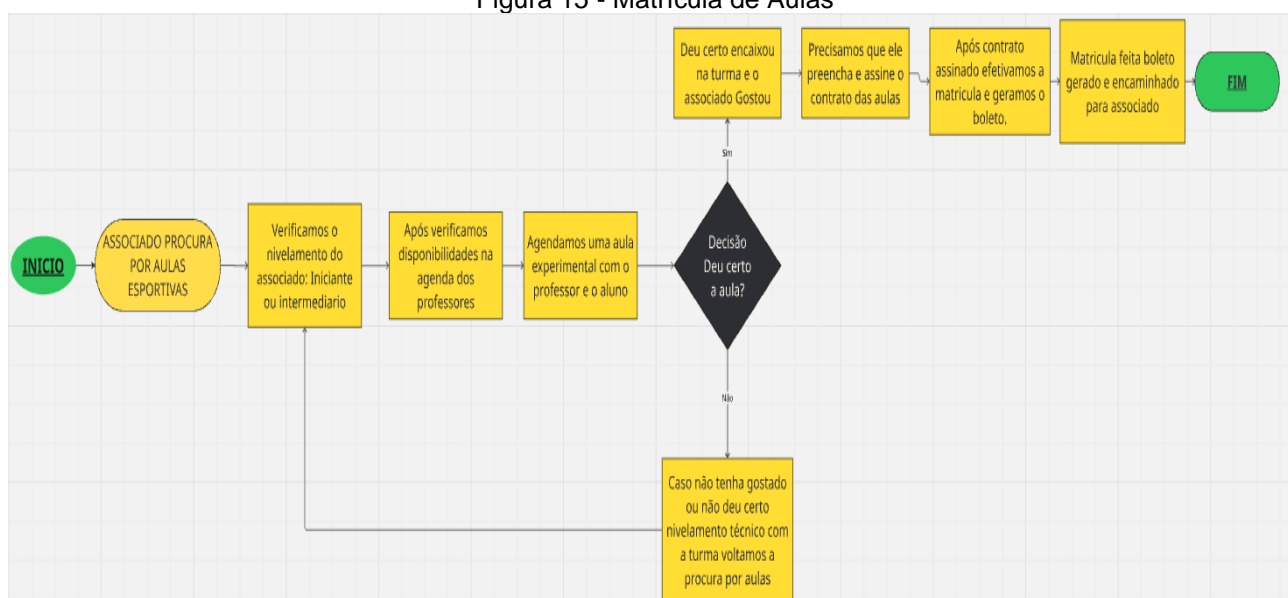 Figura 15 - Matrícula de Aulas
INICIO
ASSOCIADO PROCURA
POR AULAS
ESPORTIVAS
Verificamos o
nivelamento do
associado: Iniciante
ou intermediario
Após verificamos
disponibilidades na
agenda dos
professores
Agendamos uma aula
experimental com o
professor e o aluno
Decisão
Deu certo
a aula?
Sim
Deu certo encaixou
na turma e o
associado Gostou
Precisamos que ele
preencha e assine o
contrato das aulas
Após contrato
assinado efetivamos a
matricula e geramos o
boleto.
Matricula feita boleto
gerado e encaminhado
para associado
FIM
Não
Caso não tenha gostado
ou não deu certo
nivelamento técnico com
a turma voltamos a
procura por aulas